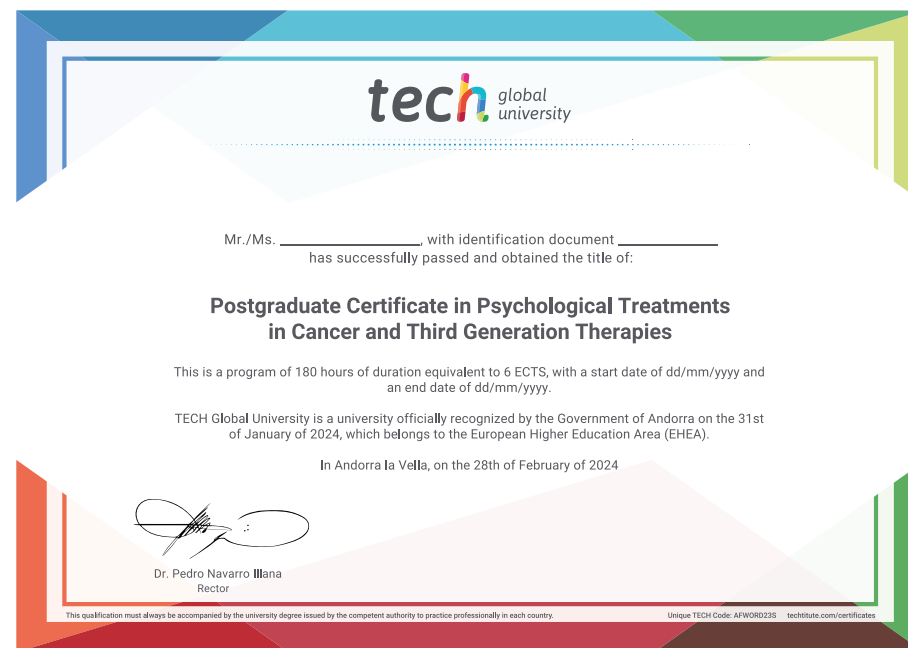 tech global university
Mr./Ms. ____________, with identification document ____________
has successfully passed and obtained the title of:
Postgraduate Certificate in Psychological Treatments
in Cancer and Third Generation Therapies
This is a program of 180 hours of duration equivalent to 6 ECTS, with a start date of dd/mm/yyyy and
an end date of dd/mm/yyyy.
TECH Global University is a university officially recognized by the Government of Andorra on the 31st
of January of 2024, which belongs to the European Higher Education Area (EHEA).
In Andorra la Vella, on the 28th of February of 2024
Dr. Pedro Navarro Illana
Rector
This qualification must always be accompanied by the university degree issued by the competent authority to practice professionally in each country.
Unique TECH Code: AFWORD23S techtitute.com/certificates